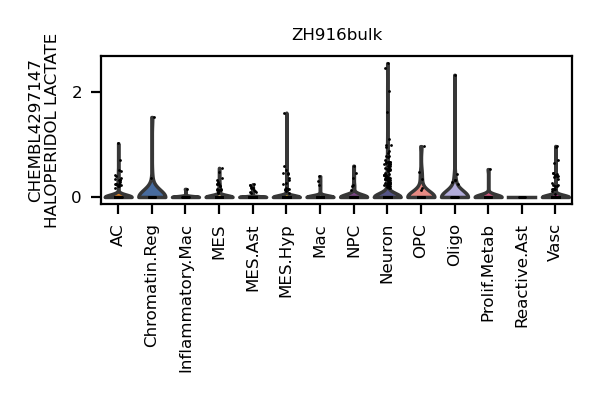 ZH916bulk
CHEMBL4297147
HALOPERIDOL LACTATE
2
0
AC
Chromatin.Reg
Inflammatory.Mac
MES
MES.Ast
MES.Hyp
Mac
NPC
Neuron
OPC
Oligo
Prolif.Metab
Reactive.Ast
Vasc